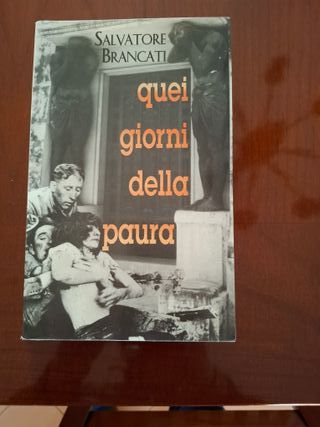 SALVATORE
BRANCATI
quei
giorni
della
paura